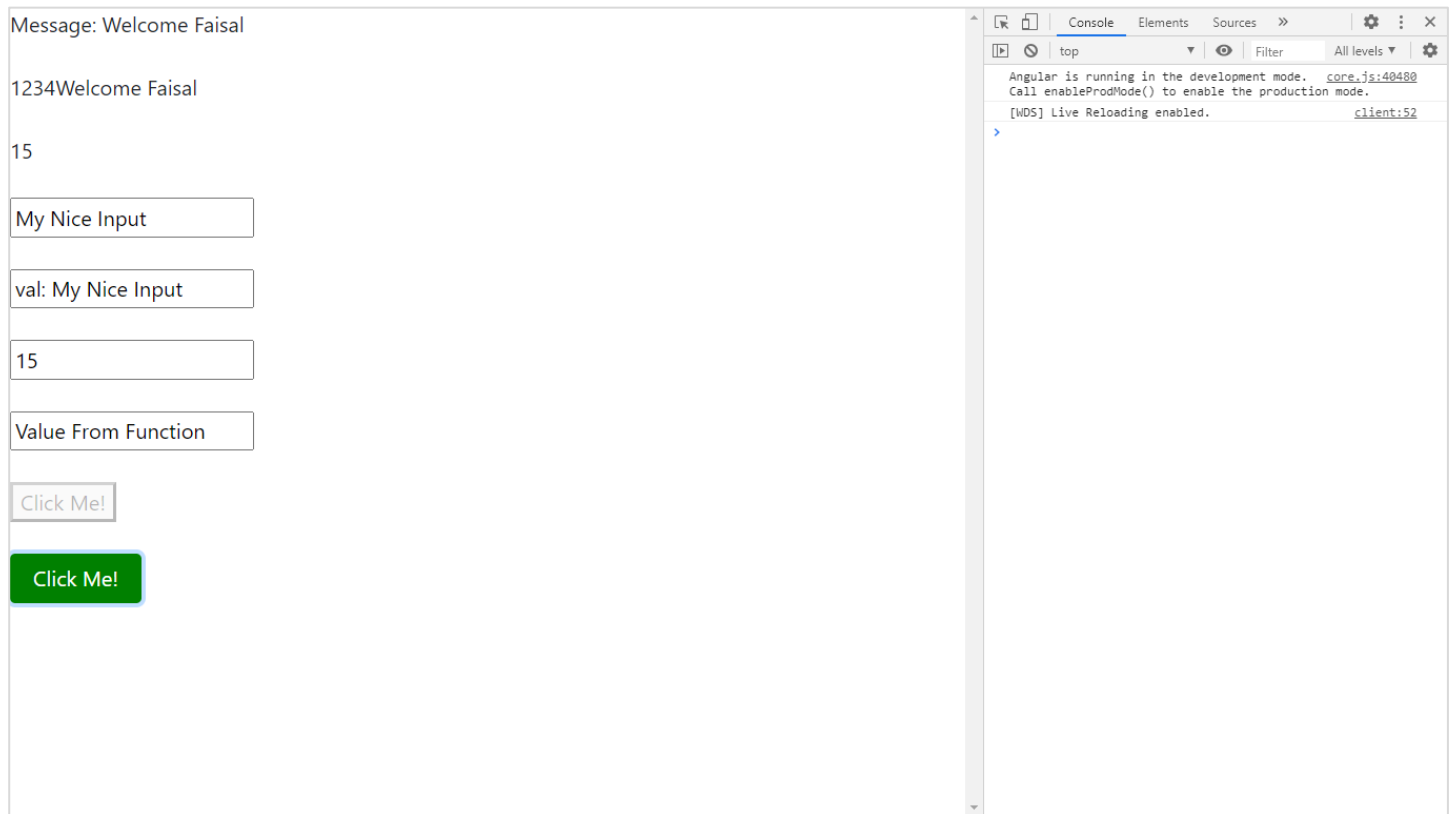 Message: Welcome Faisal
1234Welcome Faisal
15
My Nice Input
val: My Nice Input
15
Value From Function
Click Me!
Click Me!
Console Elements Sources »
top Filter All levels
Angular is running in the development mode. core.js:40480
Call enableProdMode() to enable the production mode.
[WDS] Live Reloading enabled. client:52